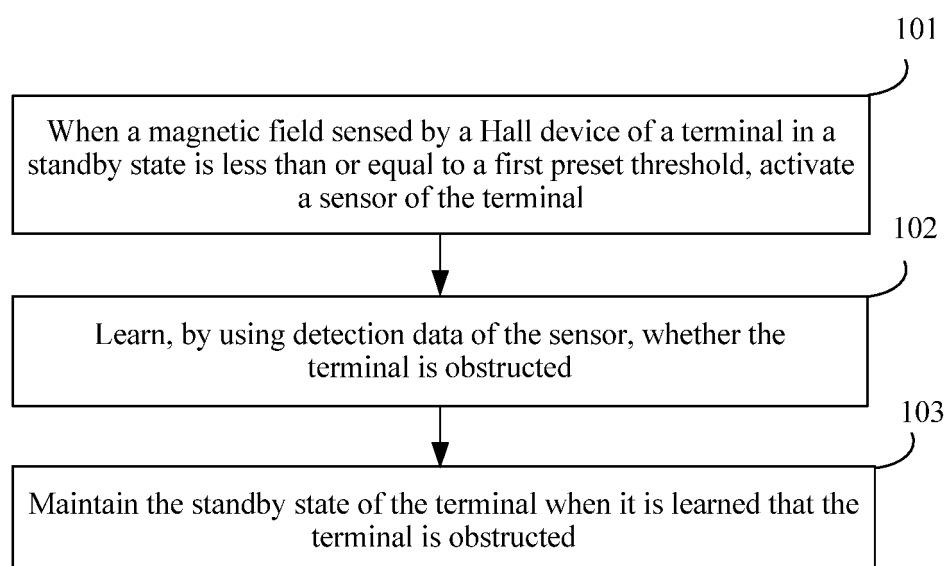 101
When a magnetic field sensed by a Hall device of a terminal in a
standby state is less than or equal to a first preset threshold, activate
a sensor of the terminal
102
Learn, by using detection data of the sensor, whether the
terminal is obstructed
103
Maintain the standby state of the terminal when it is learned that the
terminal is obstructed